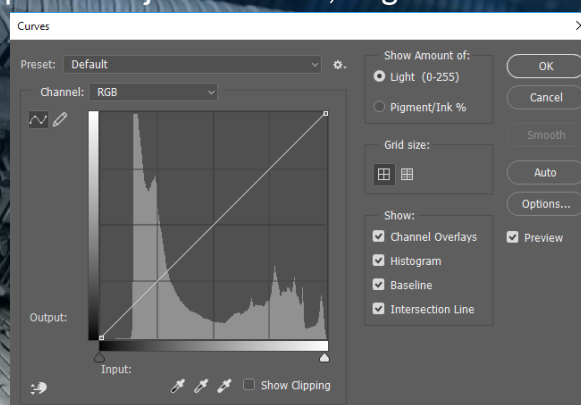 Curves
Preset: Default
Channel: RGB
Output:
Input:
Show Clipping
Show Amount of:
Light (0-255)
Pigment/Ink %
Grid size:
Show:
Channel Overlays
Histogram
Baseline
Intersection Line
OK
Cancel
Smooth
Auto
Options...
Preview